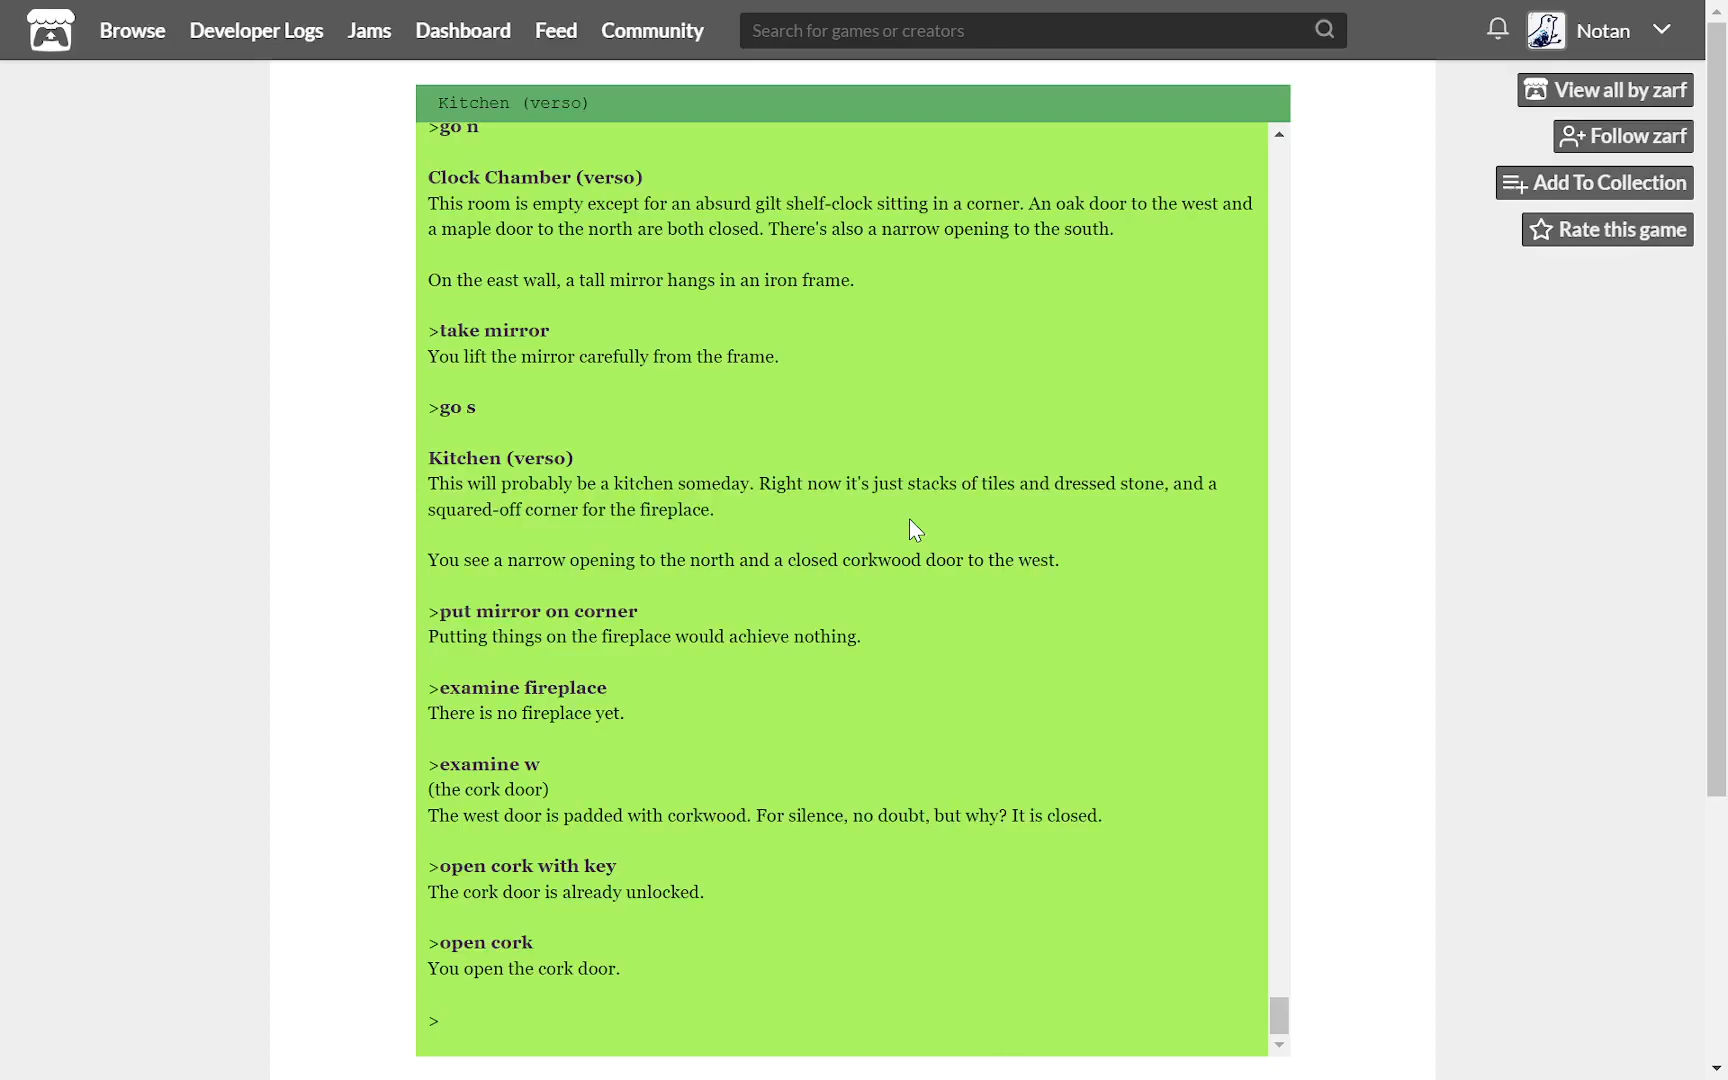 Browse Developer Logs Jams Dashboard Feed Community Search for games or creators Notan
View all by zarf
Follow zarf
Add To Collection
Rate this game
Kitchen (verso)
>go n
Clock Chamber (verso)
This room is empty except for an absurd gilt shelf-clock sitting in a corner. An oak door to the west and
a maple door to the north are both closed. There's also a narrow opening to the south.
On the east wall, a tall mirror hangs in an iron frame.
>take mirror
You lift the mirror carefully from the frame.
>go s
Kitchen (verso)
This will probably be a kitchen someday. Right now it's just stacks of tiles and dressed stone, and a
squared-off corner for the fireplace.
You see a narrow opening to the north and a closed corkwood door to the west.
>put mirror on corner
Putting things on the fireplace would achieve nothing.
>examine fireplace
There is no fireplace yet.
>examine w
(the cork door)
The west door is padded with corkwood. For silence, no doubt, but why? It is closed.
>open cork with key
The cork door is already unlocked.
>open cork
You open the cork door.
>